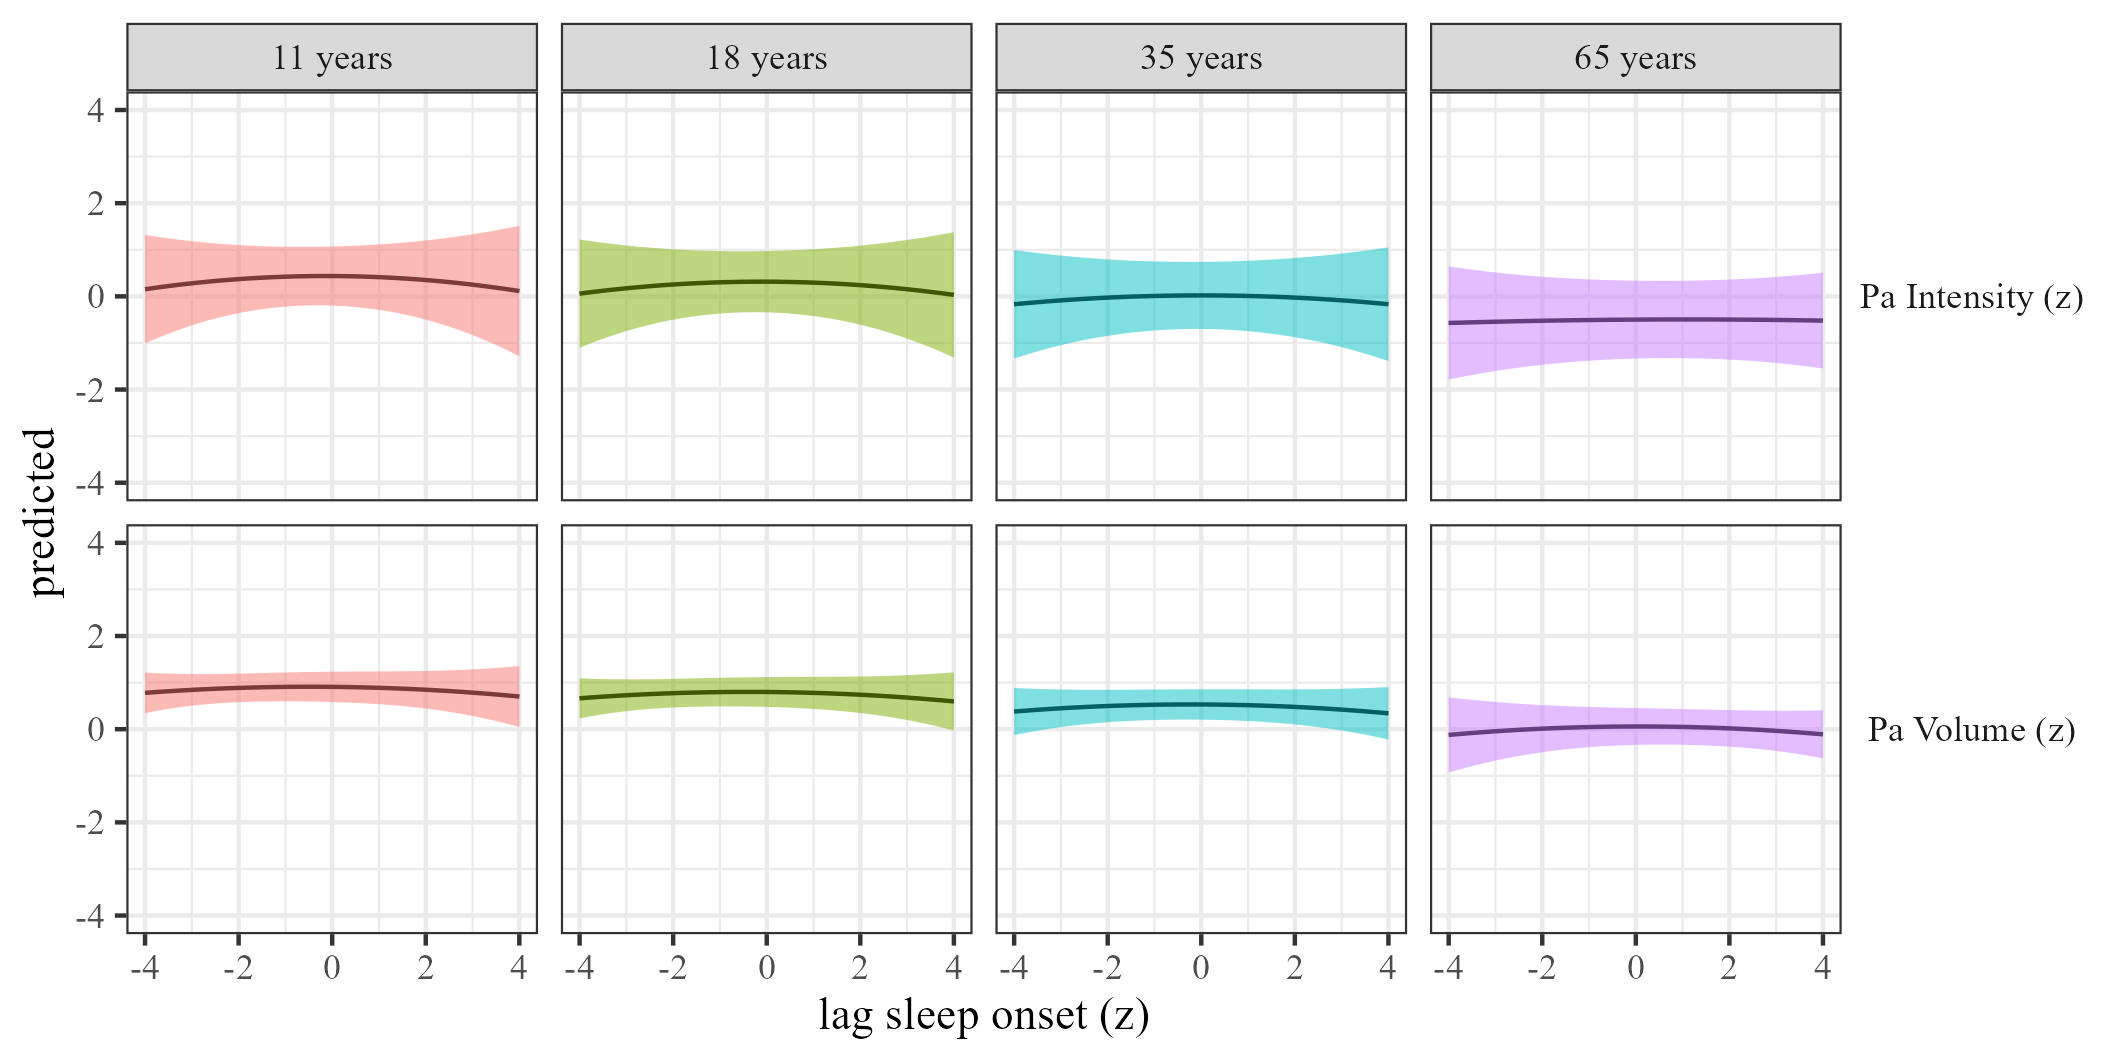 11 years 18 years 35 years 65 years
4
2
0
-2
-4
Pa Intensity (z)
predicted
4
2
0
-2
-4
Pa Volume (z)
-4 -2 0 2 4 -4 -2 0 2 4 -4 -2 0 2 4 -4 -2 0 2 4
lag sleep onset (z)